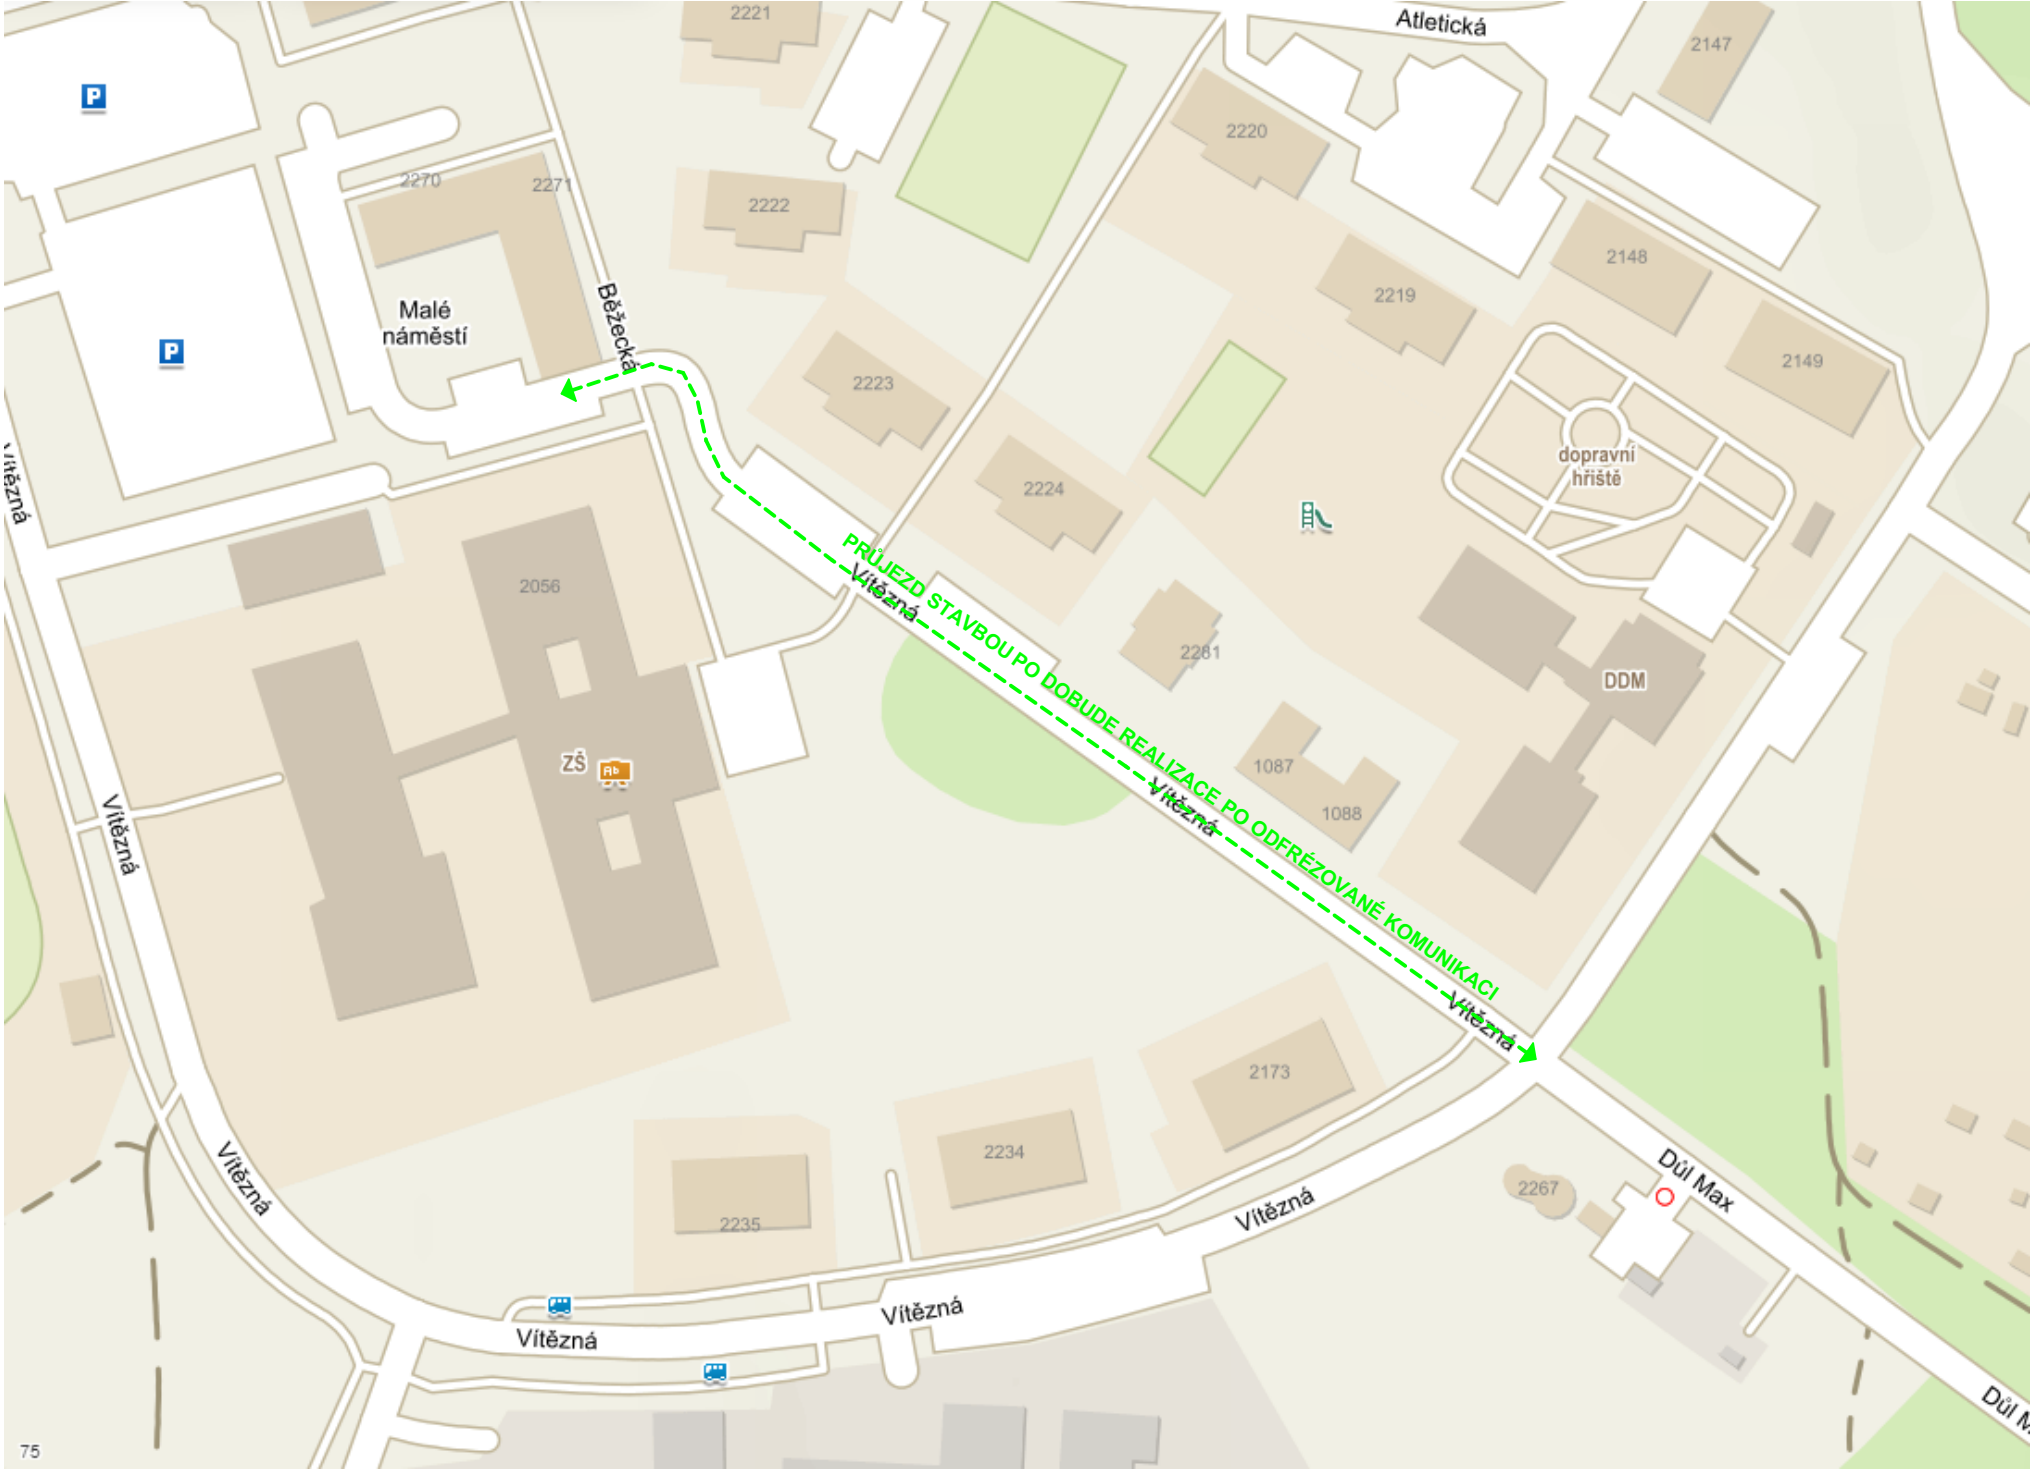 2221
Atletická
2147
P
2220
2270
2271
2222
2148
2219
Běžecká
Malé
náměstí
P
2149
2223
dopravní
hřiště
Vítězná
2224
PRŮJEZD STAVBOU PO DOBUDE REALIZACE PO ODFRÉZOVANÉ KOMUNIKACI
Vítězná
2056
2281
DDM
ZŠ
Ab
1087
Vítězná
1088
Vítězná
Vítězná
2173
2234
Vítězná
Důl Max
2267
2235
Vítězná
Vítězná
Vítězná
Důl M
75